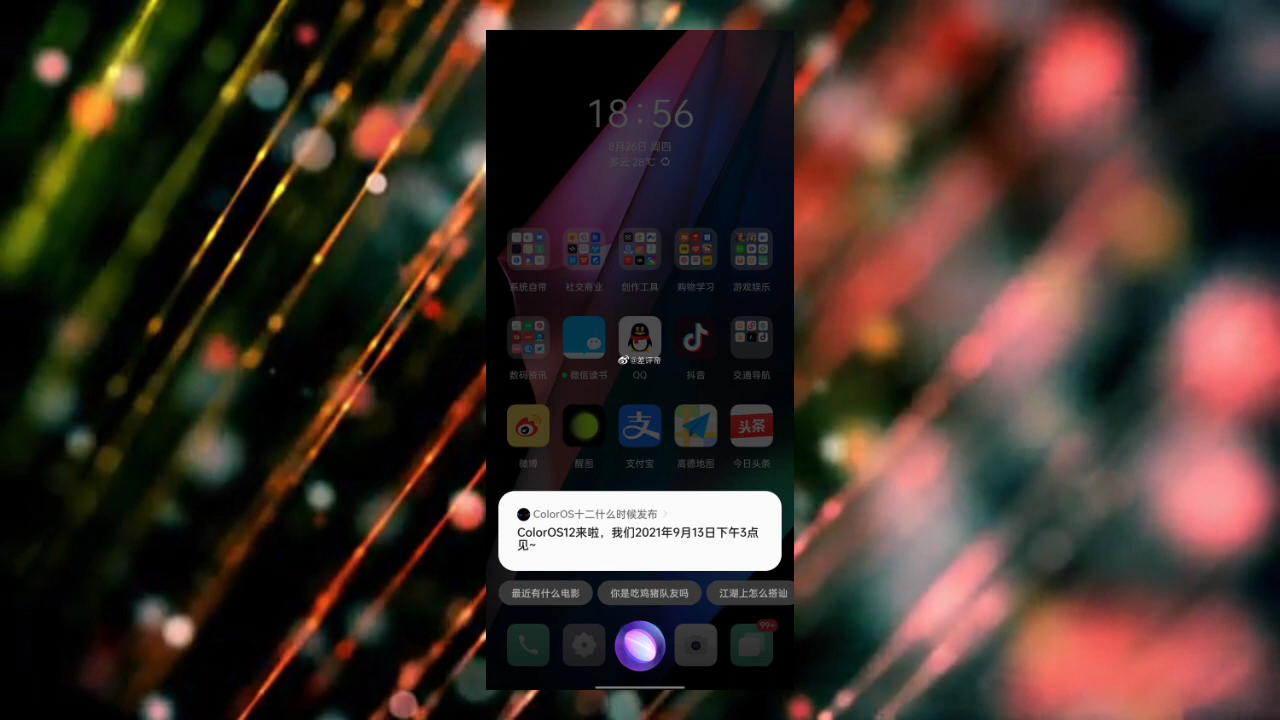 18:56
8月26日 周四
多云 28℃
系统自带
社交商业
创作工具
购物学习
游戏娱乐
@差评帝
数码资讯
微信读书
QQ
抖音
交通导航
支
头条
微博
醒图
支付宝
高德地图
今日头条
ColorOS十二什么时候发布
ColorOS12来啦，我们2021年9月13日下午3点
见~
最近有什么电影
你是吃鸡猪队友吗
江湖上怎么搭讪
99+